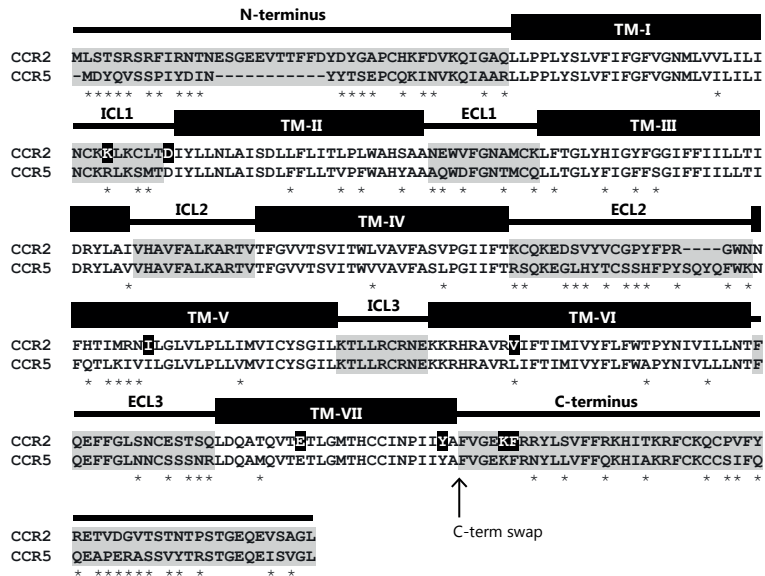 N-terminus TM-I
CCR2 MLSTSRSRFIRNTNESGEEVTTFFDYDYGAPCHKFDVKQIGAQLLPPLYSLVFIFGFVGNMLVVLILI
CCR5 -MDYQVSSPIYDIN-----------YYTSEPCQKINVKQIAARLLPPLYSLVFIFGFVGNMLVILILI
***** ** *** **** * ** * * *
ICL1 TM-II ECL1 TM-III
CCR2 NCKKLKCLTDIYLLNLAISDLLFLITLPLWAHSAANEWVFGNAMCKLFTGLYHIGYFGGIFFIILLTI
CCR5 NCKRLKSMTDIYLLNLAISDLFFLLTVPFWAHYAAAQWDFGNTMCQLLTGLYFIGFFSGIFFIILLTI
* ** * * * * ** * * * * * * *
ICL2 TM-IV ECL2
CCR2 DRYLAIVHAVFALKARTVTFGVVTSVITWLVAVFASVPGIIFTKCQKEDSVYVCGPYFPR----GWNN
CCR5 DRYLAVVHAVFALKARTVTFGVVTSVITWVVAVFASLPGIIFTRSQKEGLHYTCSSHFPYSQYQFWKN
* * * ** **** *** * * *
TM-V ICL3 TM-VI
CCR2 FHTIMRNILGLVLPLLIMVICYSGILKTLLRCRNEKKRHRAVRVIFTIMIVYFLFWTPYNIVILLNTF
CCR5 FQTLKIVILGLVLPLLVMVICYSGILKTLLRCRNEKKRHRAVRLIFTIMIVYFLFWAPYNIVLLLNTF
* **** * * * *
ECL3 TM-VII C-terminus
CCR2 QEFFGLSNCESTSQLDQATQVTETLGMTHCCINPIIYAFVGEKFRRYLSVFFRKHITKRFCKQCPVFY
CCR5 QEFFGLNNCSSSNRLDQAMQVTETLGMTHCCINPIIYAFVGEKFRNYLLVFFQKHIAKRFCKCCSIFQ
* * *** * * * * * * ** *
C-term swap
CCR2 RETVDGVTSTNTPSTGEQEVSAGL
CCR5 QEAPERASSVYTRSTGEQEISVGL
* ****** ** * * *